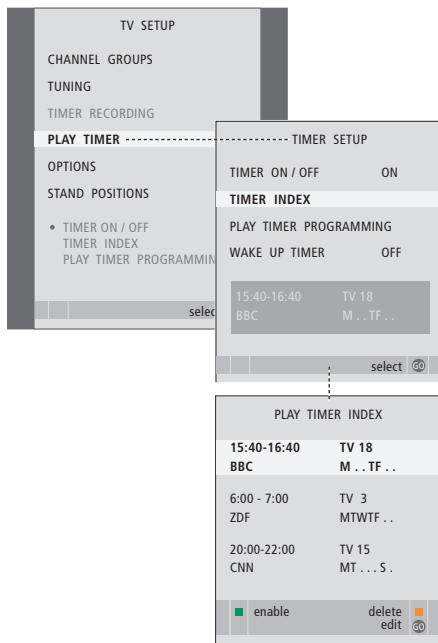 TV SETUP
CHANNEL GROUPS
TUNING
TIMER RECORDING
PLAY TIMER
OPTIONS
STAND POSITIONS
• TIMER ON / OFF
TIMER INDEX
PLAY TIMER PROGRAMMIN
selec
TIMER SETUP
TIMER ON / OFF ON
TIMER INDEX
PLAY TIMER PROGRAMMING
WAKE UP TIMER OFF
15:40-16:40 TV 18
BBC M . . TF . .
select GO
PLAY TIMER INDEX
15:40-16:40 TV 18
BBC M . . TF . .
6:00 - 7:00 TV 3
ZDF MTWTF . .
20:00-22:00 TV 15
CNN MT . . . S .
enable delete
edit GO